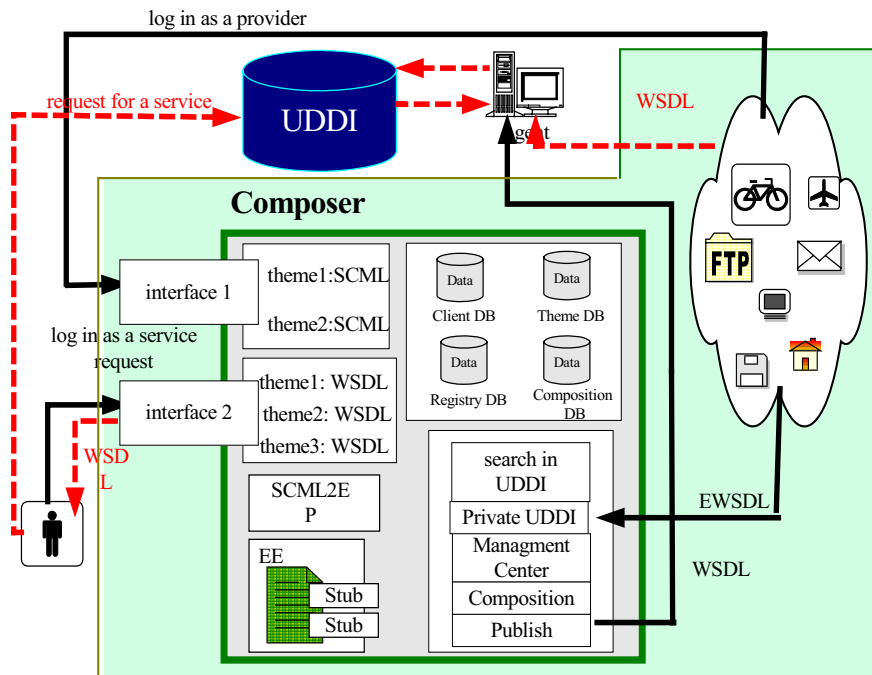 log in as a provider
request for a service
UDDI
gent
WSDL
Composer
interface 1
theme1:SCML
theme2:SCML
Data
Client DB
Data
Theme DB
Data
Registry DB
Data
Composition
DB
FTP
log in as a service
request
interface 2
theme1: WSDL
theme2: WSDL
theme3: WSDL
WSD
L
SCML2E
P
EE
Stub
Stub
search in
UDDI
Private UDDI
Managment
Center
Composition
Publish
EWSDL
WSDL